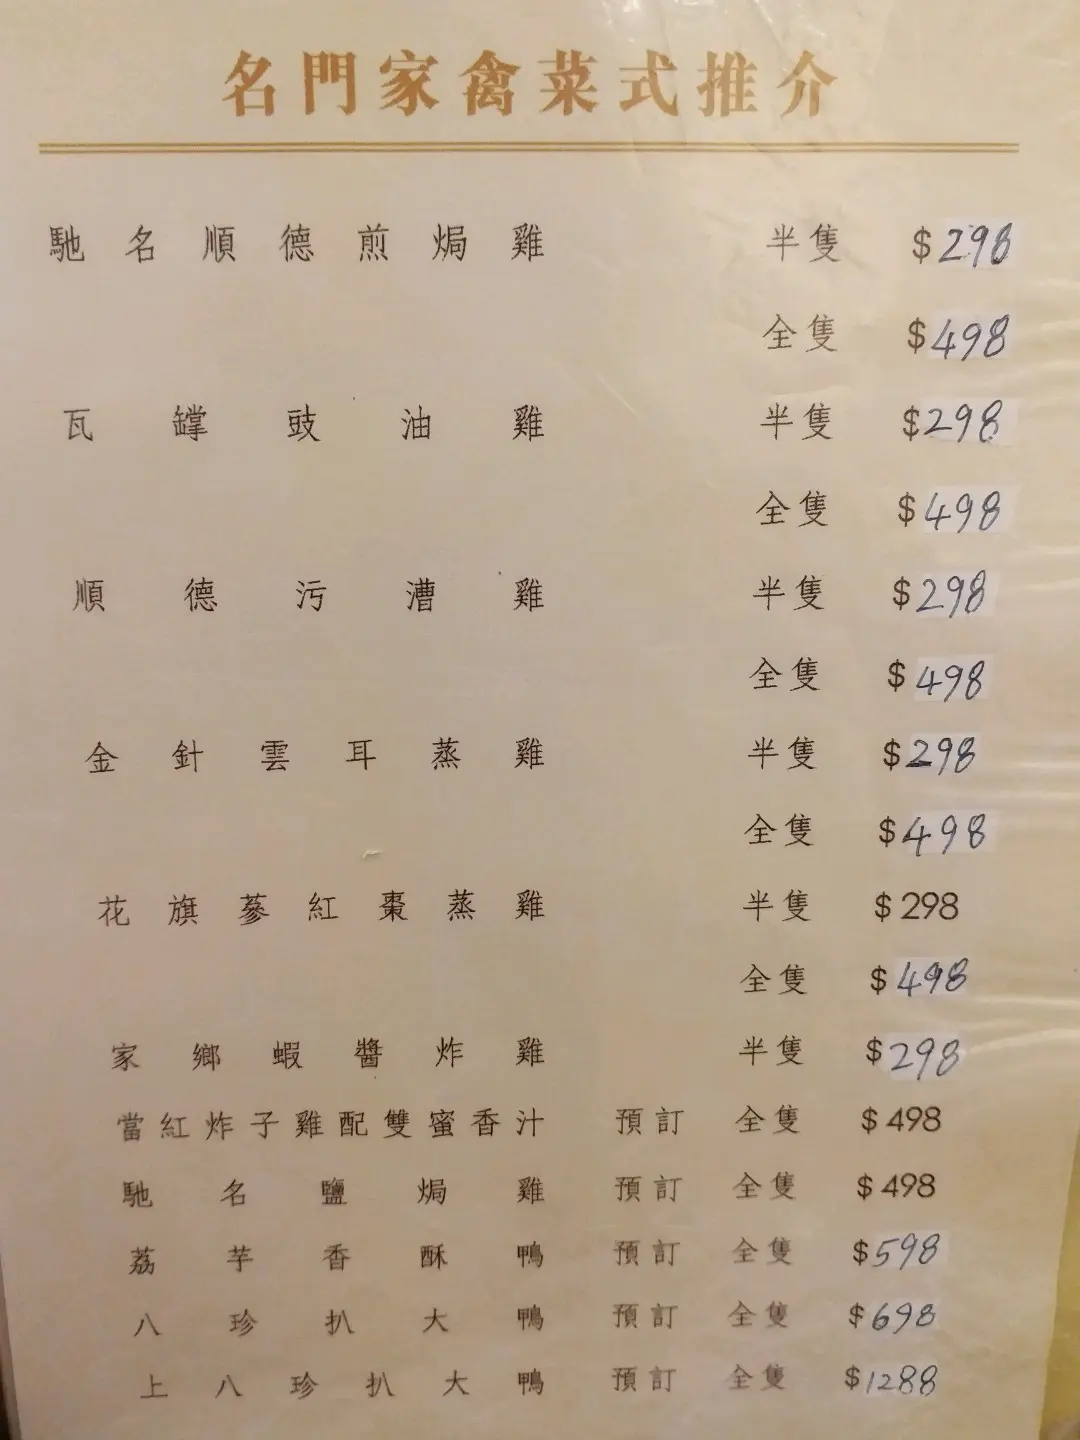 名門家禽菜式推介
馳名順德煎焗雞 半隻 $298
全隻 $498
瓦罉豉油雞 半隻 $298
全隻 $498
順德污漕雞 半隻 $298
全隻 $498
金針雲耳蒸雞 半隻 $298
全隻 $498
花旗蔘紅棗蒸雞 半隻 $298
全隻 $498
家鄉蝦醬炸雞 半隻 $298
當紅炸子雞配雙蜜香汁 預訂 全隻 $498
馳名鹽焗雞 預訂 全隻 $498
荔芋香酥鴨 預訂 全隻 $598
八珍扒大鴨 預訂 全隻 $698
上八珍扒大鴨 預訂 全隻 $1288